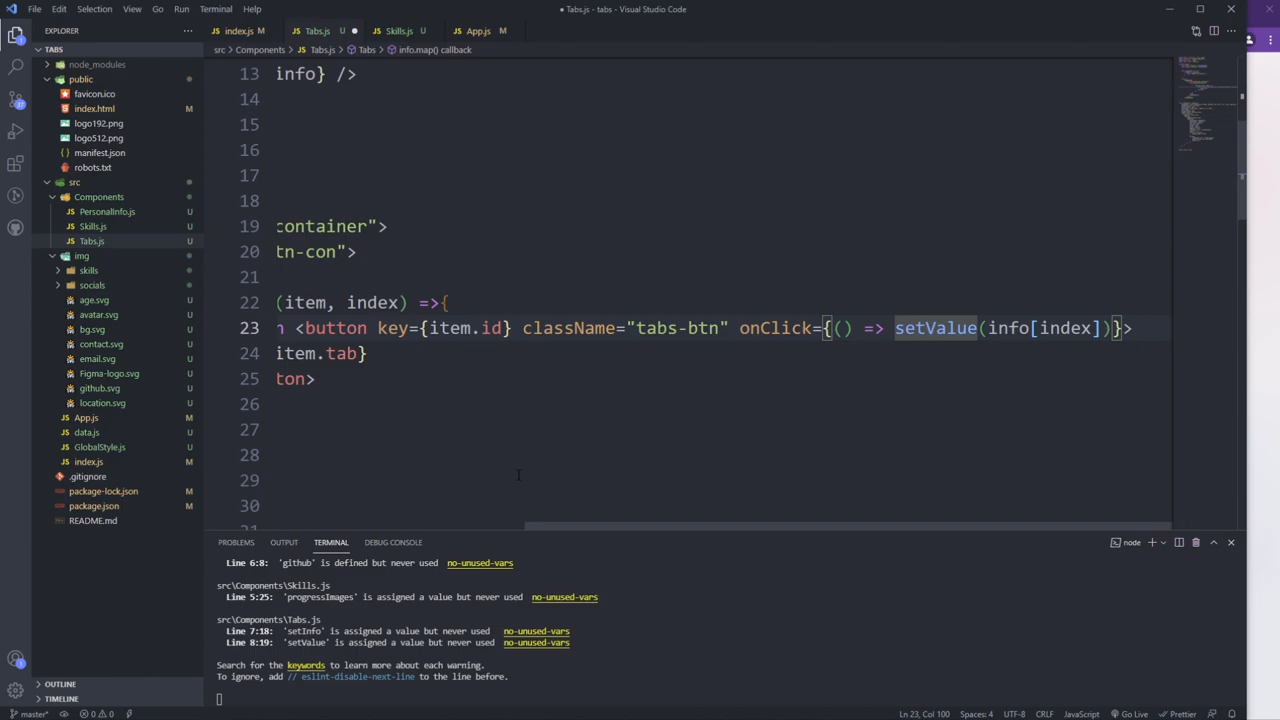 File Edit Selection View Go Run Terminal Help
● Tabs.js - tabs - Visual Studio Code
EXPLORER
TABS
node_modules
public
favicon.ico
index.html M
logo192.png
logo512.png
manifest.json
robots.txt
src
Components
PersonalInfo.js U
Skills.js U
Tabs.js U
img
skills
socials
age.svg U
avatar.svg U
bg.svg U
contact.svg U
email.svg U
Figma-logo.svg U
github.svg U
location.svg U
App.js M
data.js U
GlobalStyle.js U
index.js M
.gitignore
package-lock.json M
package.json M
README.md
OUTLINE
TIMELINE
index.js M Tabs.js U ● Skills.js U App.js M
src > Components > Tabs.js > Tabs > info.map() callback
13 info} />
14
15
16
17
18
19 container">
20 tn-con">
21
22 (item, index) =>{
23 n <button key={item.id} className="tabs-btn" onClick={() => setValue(info[index])}>
24 item.tab}
25 ton>
26
27
28
29
30
31
PROBLEMS OUTPUT TERMINAL DEBUG CONSOLE
node
Line 6:8: 'github' is defined but never used no-unused-vars
src\Components\Skills.js
Line 5:25: 'progressImages' is assigned a value but never used no-unused-vars
src\Components\Tabs.js
Line 7:18: 'setInfo' is assigned a value but never used no-unused-vars
Line 8:19: 'setValue' is assigned a value but never used no-unused-vars
Search for the keywords to learn more about each warning.
To ignore, add // eslint-disable-next-line to the line before.
master* 0 0 Ln 23, Col 100 Spaces: 4 UTF-8 CRLF JavaScript Go Live Prettier